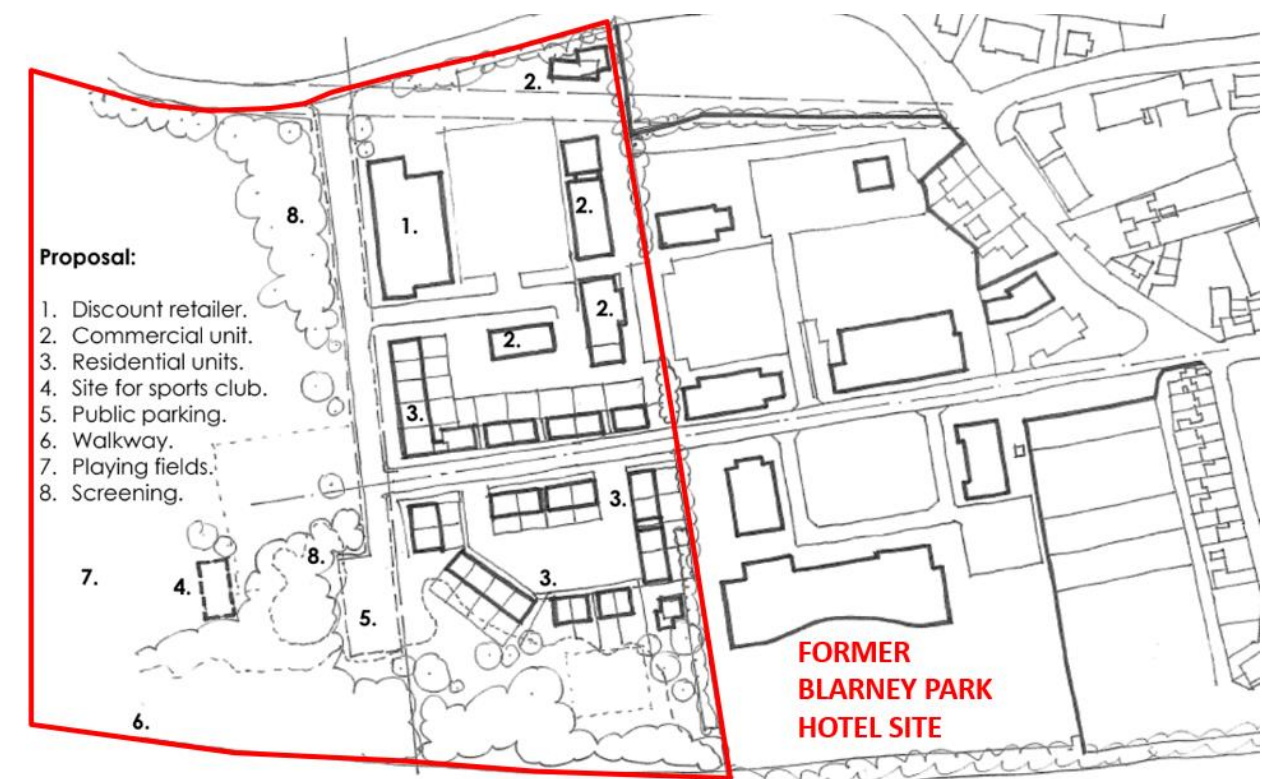 2.
8.
1.
2.
Proposal:
1. Discount retailer.
2. Commercial unit.
3. Residential units.
4. Site for sports club.
5. Public parking.
6. Walkway.
7. Playing fields.
8. Screening.
2.
2.
3.
3.
8.
7.
4.
3.
5.
6.
FORMER
BLARNEY PARK
HOTEL SITE